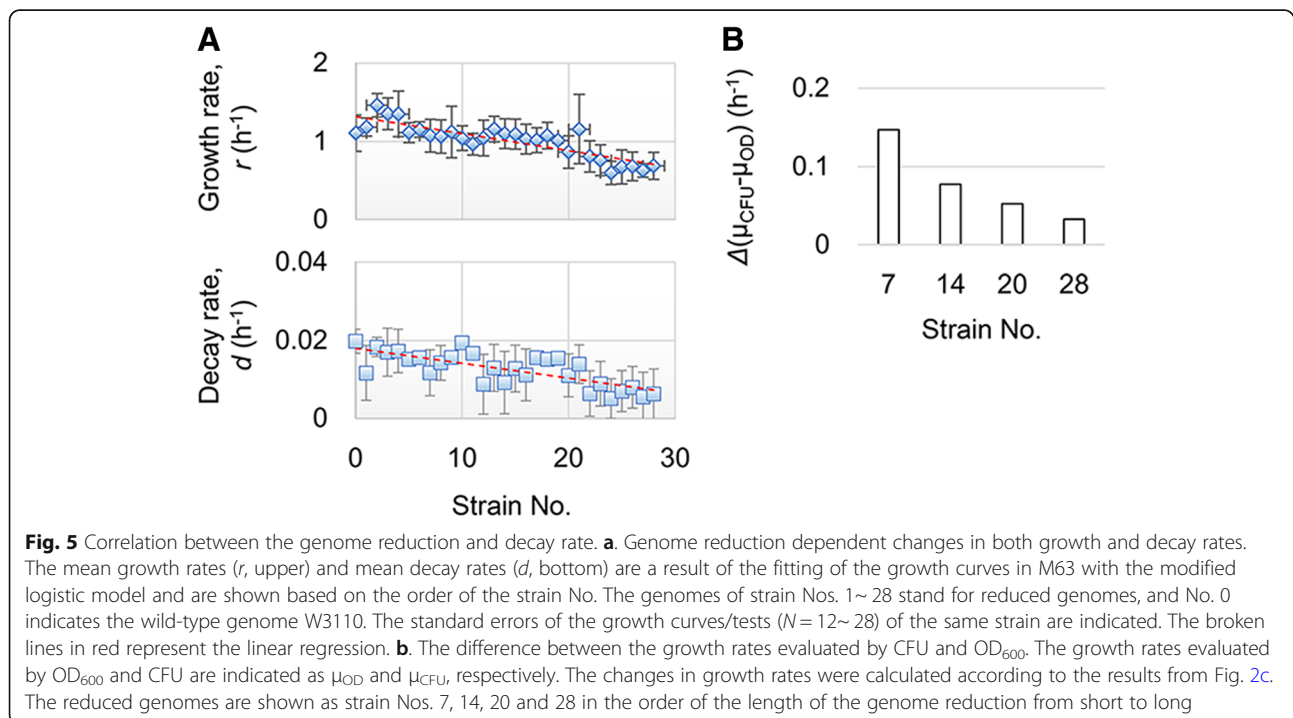 A
Growth rate,
r (h⁻¹)
2
1
0
Decay rate,
d (h⁻¹)
0.04
0.02
0
0 10 20 30
Strain No.
B
Δ(μCFU-μOD) (h⁻¹)
0.2
0.1
0
7 14 20 28
Strain No.
Fig. 5 Correlation between the genome reduction and decay rate. a. Genome reduction dependent changes in both growth and decay rates.
The mean growth rates (r, upper) and mean decay rates (d, bottom) are a result of the fitting of the growth curves in M63 with the modified
logistic model and are shown based on the order of the strain No. The genomes of strain Nos. 1~ 28 stand for reduced genomes, and No. 0
indicates the wild-type genome W3110. The standard errors of the growth curves/tests (N = 12~ 28) of the same strain are indicated. The broken
lines in red represent the linear regression. b. The difference between the growth rates evaluated by CFU and OD₆₀₀. The growth rates evaluated
by OD₆₀₀ and CFU are indicated as μOD and μCFU, respectively. The changes in growth rates were calculated according to the results from Fig. 2c.
The reduced genomes are shown as strain Nos. 7, 14, 20 and 28 in the order of the length of the genome reduction from short to long